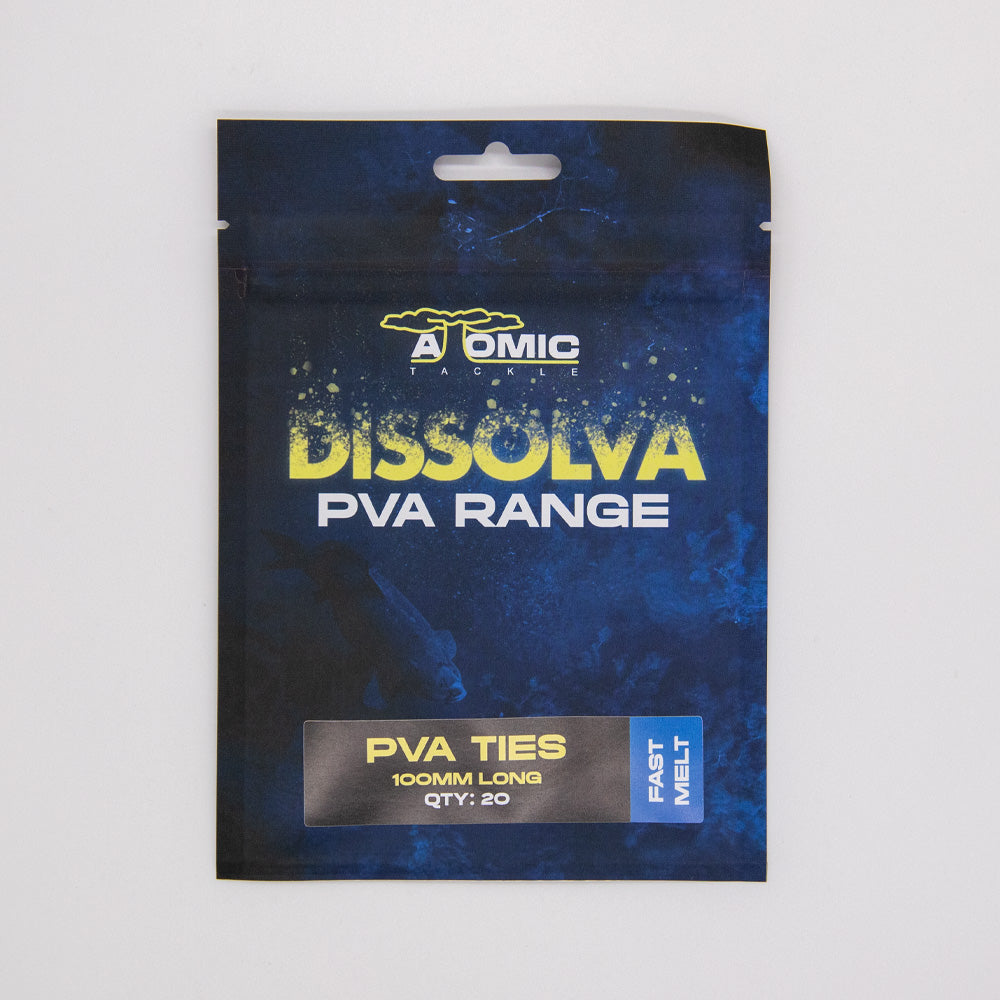 ATOMIC
TACKLE
DISSOLVA
PVA RANGE
PVA TIES
100MM LONG
QTY: 20
FAST
MELT